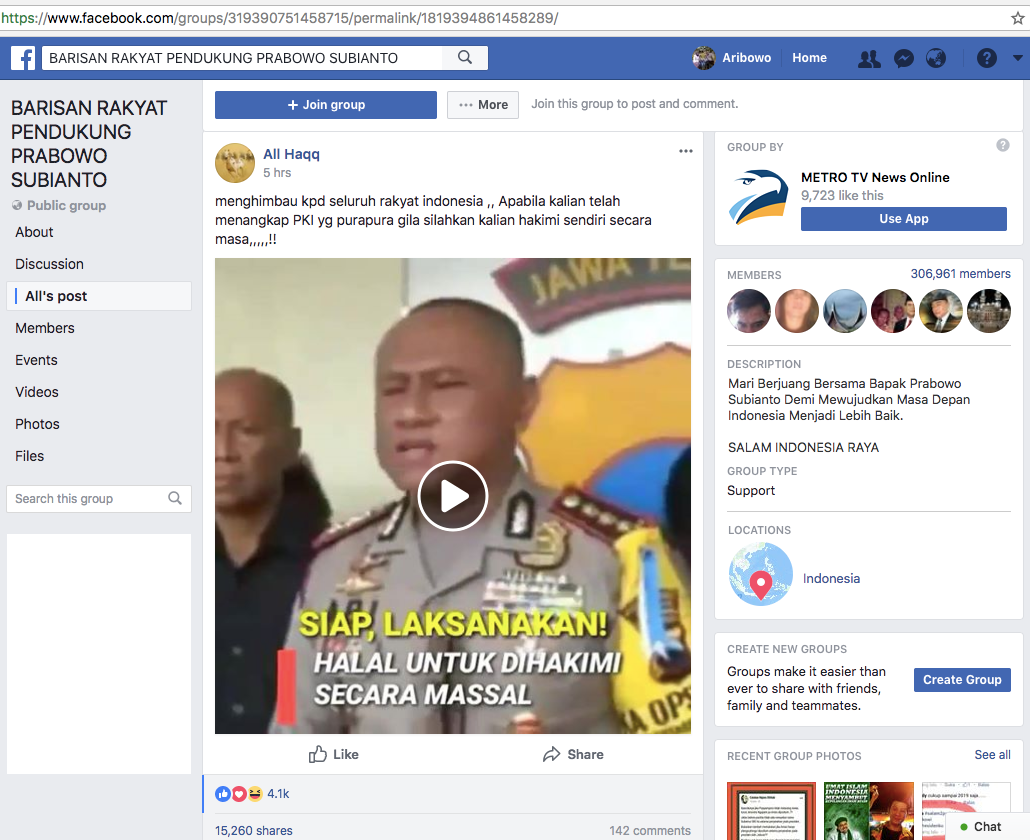 https://www.facebook.com/groups/319390751458715/permalink/1819394861458289/
BARISAN RAKYAT PENDUKUNG PRABOWO SUBIANTO
Aribowo
Home
BARISAN RAKYAT
PENDUKUNG
PRABOWO
SUBIANTO
Public group
About
Discussion
All's post
Members
Events
Videos
Photos
Files
Search this group
+ Join group
More
Join this group to post and comment.
All Haqq
5 hrs
menghimbau kpd seluruh rakyat indonesia ,, Apabila kalian telah
menangkap PKI yg purapura gila silahkan kalian hakimi sendiri secara
masa,,,,,!!
JAWA TE
SIAP, LAKSANAKAN!
HALAL UNTUK DIHAKIMI
SECARA MASSAL
A OPS
Like
Share
4.1k
15,260 shares
142 comments
GROUP BY
METRO TV News Online
9,723 like this
Use App
MEMBERS
306,961 members
DESCRIPTION
Mari Berjuang Bersama Bapak Prabowo
Subianto Demi Mewujudkan Masa Depan
Indonesia Menjadi Lebih Baik.
SALAM INDONESIA RAYA
GROUP TYPE
Support
LOCATIONS
Indonesia
CREATE NEW GROUPS
Groups make it easier than
ever to share with friends,
family and teammates.
Create Group
RECENT GROUP PHOTOS
See all
UMAT ISLAM
INDONESIA
MENYAMBUT
Chat